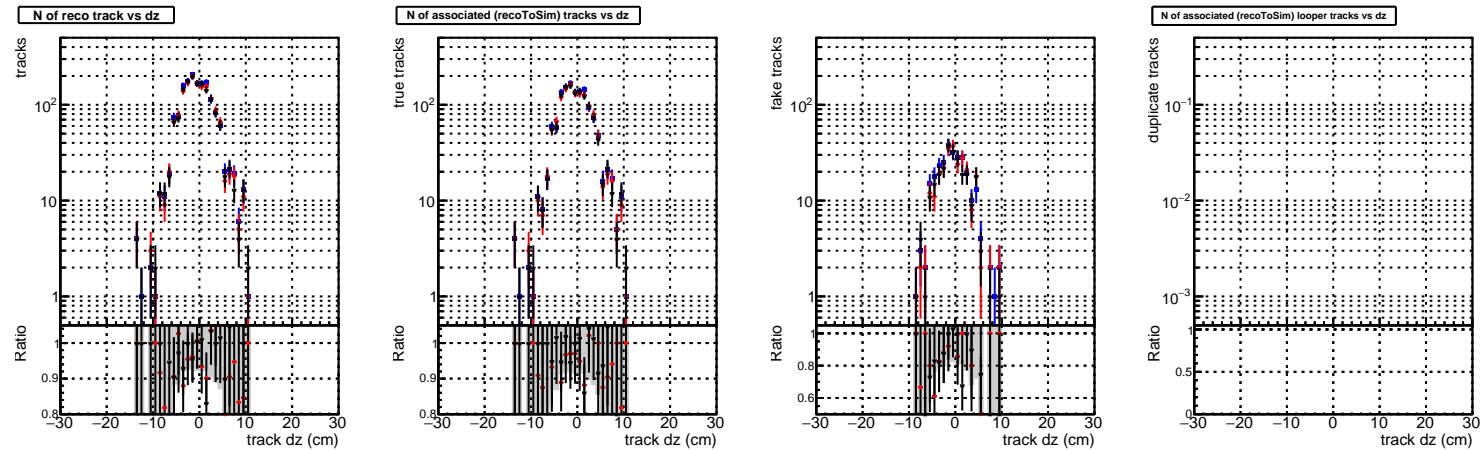 N of reco track vs dz
tracks
10²
10
1
Ratio
1
0.9
0.8
−30 −20 −10 0 10 20 30
track dz (cm)
N of associated (recoToSim) tracks vs dz
true tracks
10²
10
1
Ratio
1
0.9
0.8
−30 −20 −10 0 10 20 30
track dz (cm)
fake tracks
10²
10
1
Ratio
1
0.8
0.6
−30 −20 −10 0 10 20 30
track dz (cm)
N of associated (recoToSim) looper tracks vs dz
duplicate tracks
10⁻¹
10⁻²
10⁻³
Ratio
1
0.5
0
−30 −20 −10 0 10 20 30
track dz (cm)